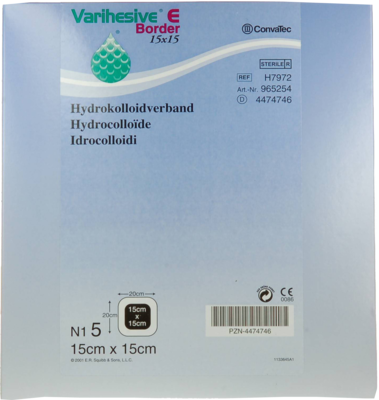 Varihesive® E
Border
15x15
ConvaTec
STERILE R
REF H7972
Art.-Nr. 965254
D 4474746
Hydrokolloidverband
Hydrocolloïde
Idrocolloidi
20cm
20cm
15cm
x
15cm
2
CE
0086
N1 5
15cm x 15cm
PZN-4474746